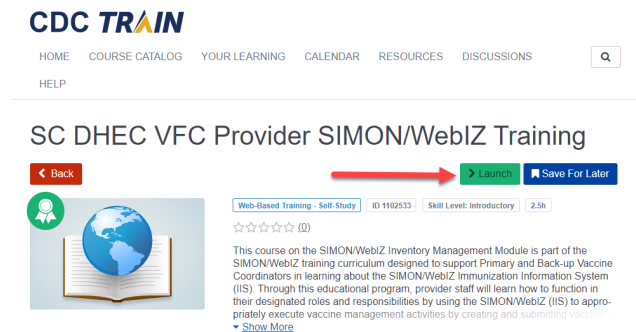 CDC TRAIN
HOME COURSE CATALOG YOUR LEARNING CALENDAR RESOURCES DISCUSSIONS
HELP
SC DHEC VFC Provider SIMON/WebIZ Training
Back
Launch
Save For Later
Web-Based Training - Self-Study
ID 1102533
Skill Level: Introductory
2.5h
(0)
This course on the SIMON/WebIZ Inventory Management Module is part of the
SIMON/WebIZ training curriculum designed to support Primary and Back-up Vaccine
Coordinators in learning about the SIMON/WebIZ Immunization Information System
(IIS). Through this educational program, provider staff will learn how to function in
their designated roles and responsibilities by using the SIMON/WebIZ (IIS) to appro-
priately execute vaccine management activities by creating and submitting vaccine
Show More